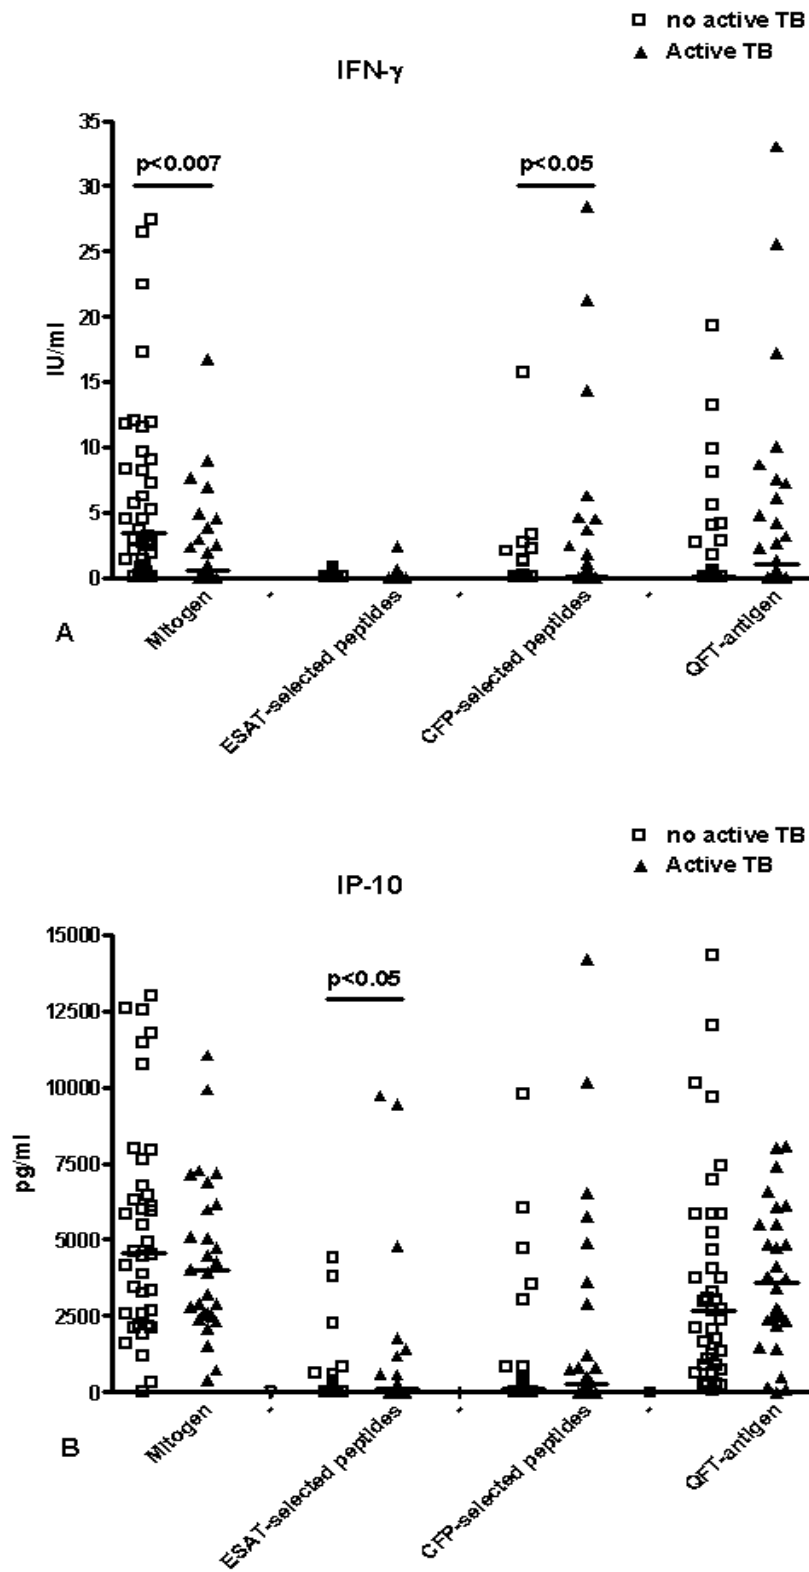 no active TB
Active TB
IFN-γ
35
p<0.007
p<0.05
30
25
20
IU/ml
15
10
5
0
Mitogen
-
ESAT-selected peptides
-
CFP-selected peptides
-
QFT-antigen
A
no active TB
Active TB
IP-10
15000
p<0.05
12500
10000
pg/ml
7500
5000
2500
0
Mitogen
-
ESAT-selected peptides
-
CFP-selected peptides
-
QFT-antigen
B